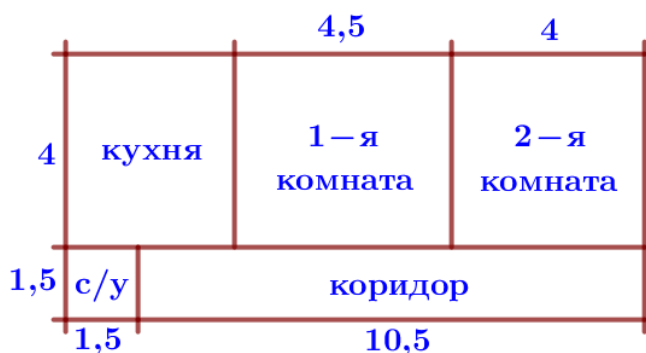 4,5 4
4 кухня 1–я 2–я
комната комната
1,5 с/у коридор
1,5 10,5